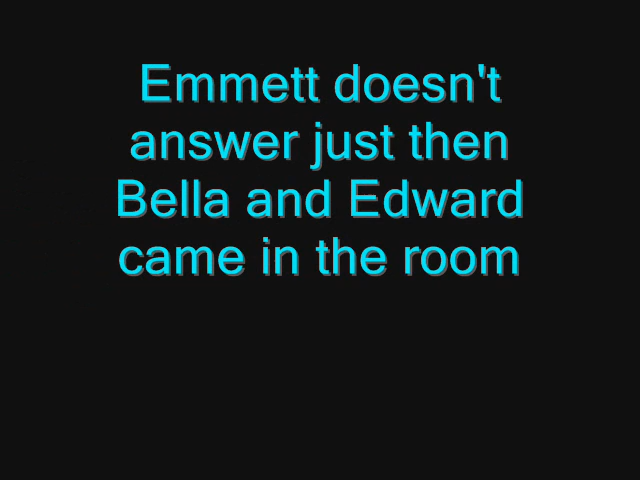 Emmett doesn't
answer just then
Bella and Edward
came in the room